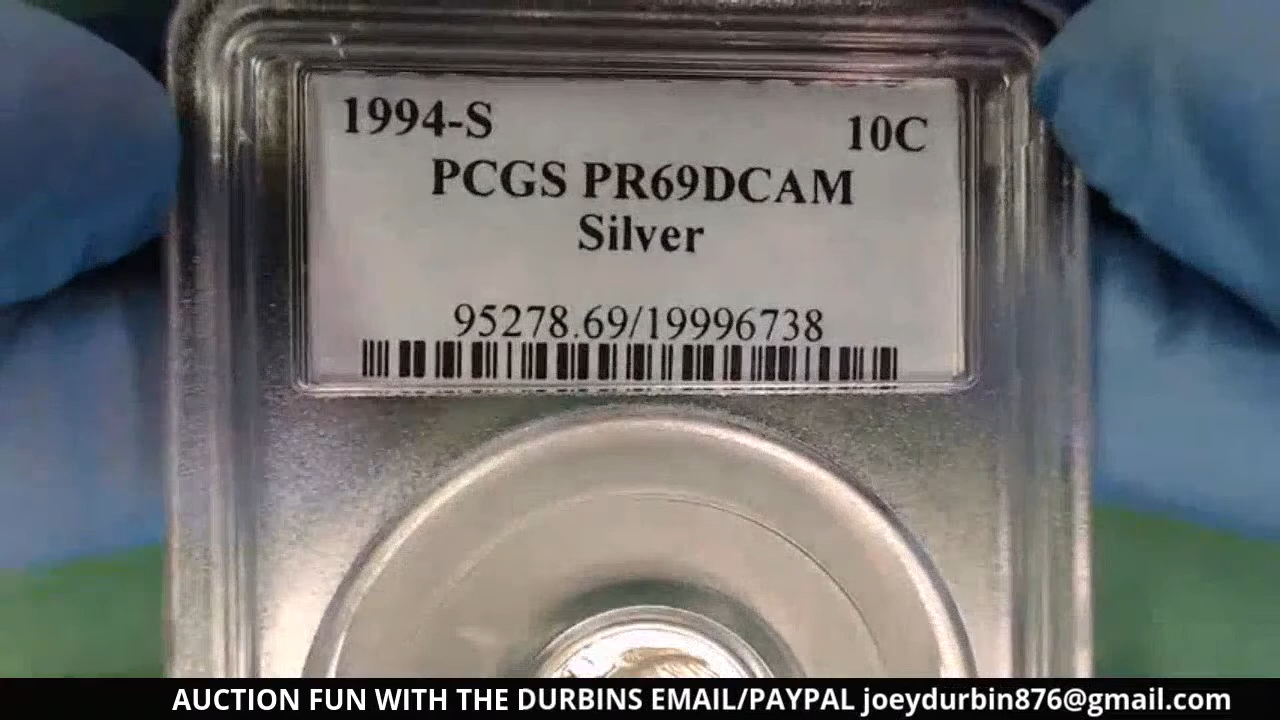 1994-S 10C
PCGS PR69DCAM
Silver
95278.69/19996738
AUCTION FUN WITH THE DURBINS EMAIL/PAYPAL joeydurbin876@gmail.com